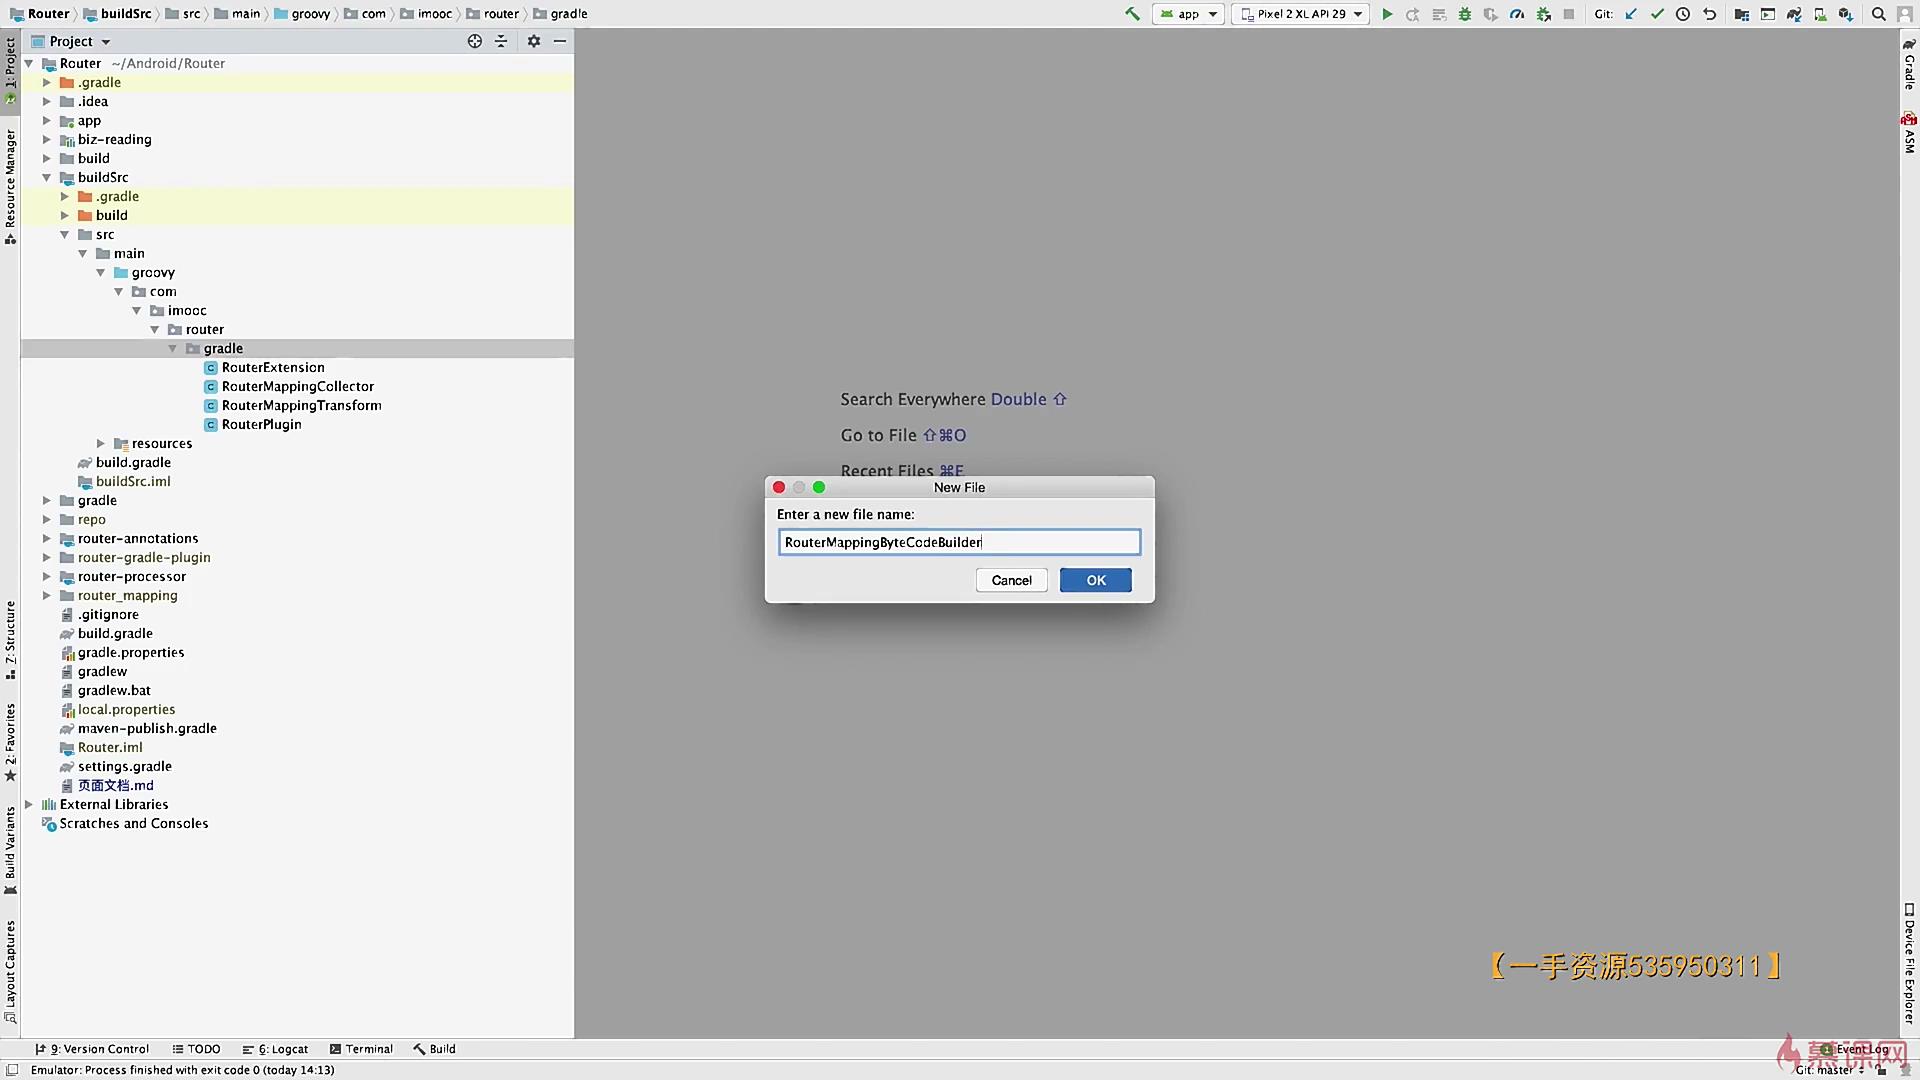 Router buildSrc src main groovy com imooc router gradle
app Pixel 2 XL API 29 Git:
Project
Router ~/Android/Router
.gradle
.idea
app
biz-reading
build
buildSrc
.gradle
build
src
main
groovy
com
imooc
router
gradle
RouterExtension
RouterMappingCollector
RouterMappingTransform
RouterPlugin
resources
build.gradle
buildSrc.iml
gradle
repo
router-annotations
router-gradle-plugin
router-processor
router_mapping
.gitignore
build.gradle
gradle.properties
gradlew
gradlew.bat
local.properties
maven-publish.gradle
Router.iml
settings.gradle
页面文档.md
External Libraries
Scratches and Consoles
1: Project
Resource Manager
7: Structure
2: Favorites
Build Variants
Layout Captures
Search Everywhere Double ⇧
Go to File ⇧⌘O
Recent Files ⌘E
New File
Enter a new file name:
RouterMappingByteCodeBuilder
Cancel OK
Gradle
ASM
Device File Explorer
【一手资源535950311】
慕课网
9: Version Control TODO 6: Logcat Terminal Build Event Log
Emulator: Process finished with exit code 0 (today 14:13) Git: master